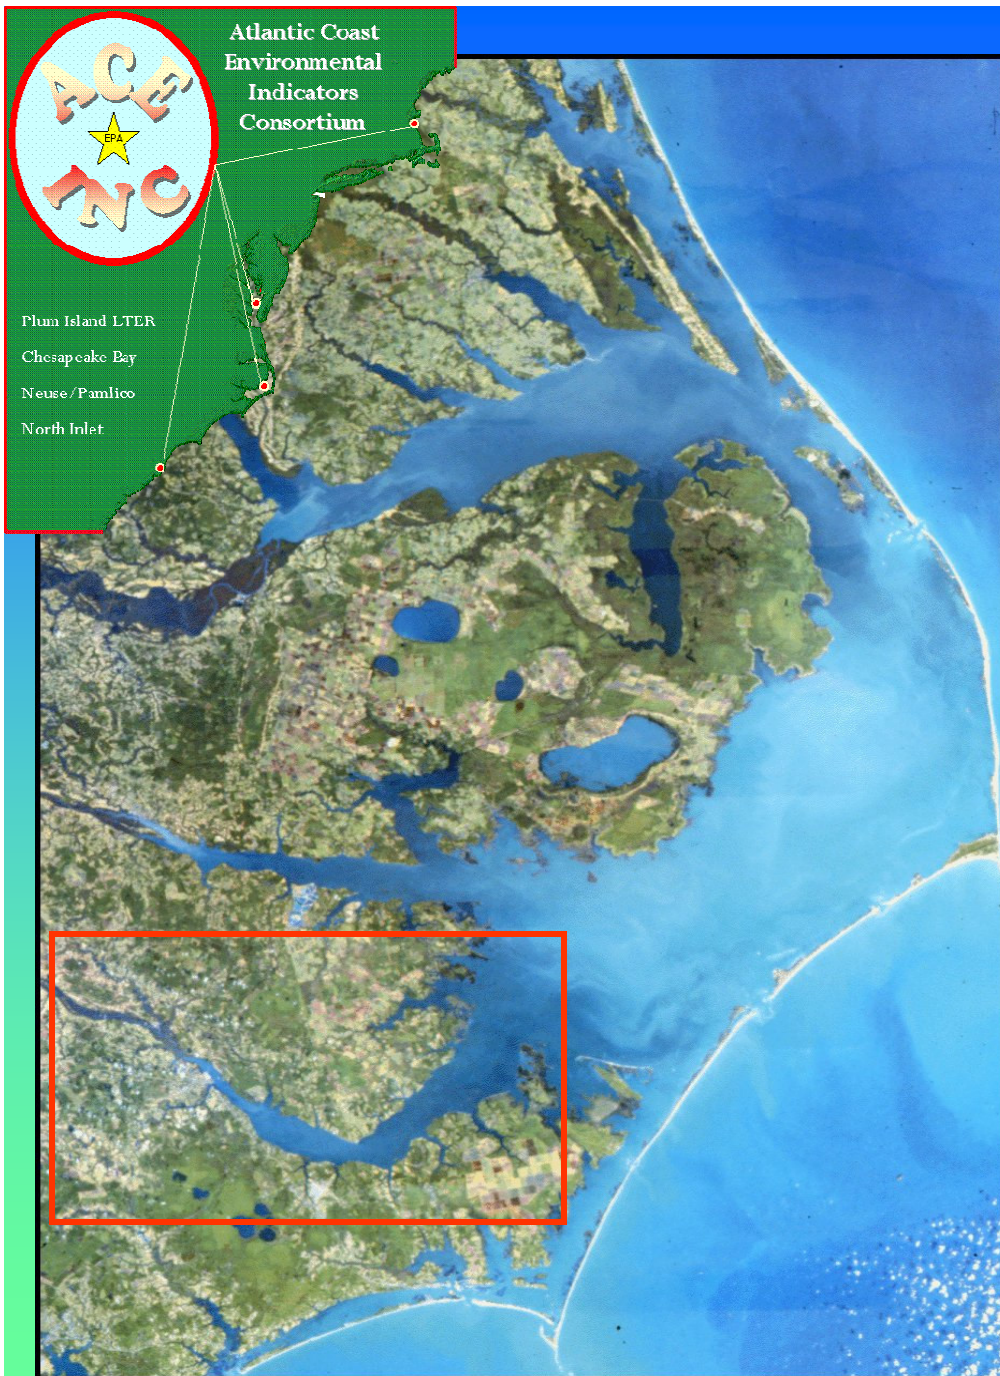 ACE
EPA
INC
Atlantic Coast
Environmental
Indicators
Consortium
Plum Island LTER
Chesapeake Bay
Neuse/Pamlico
North Inlet